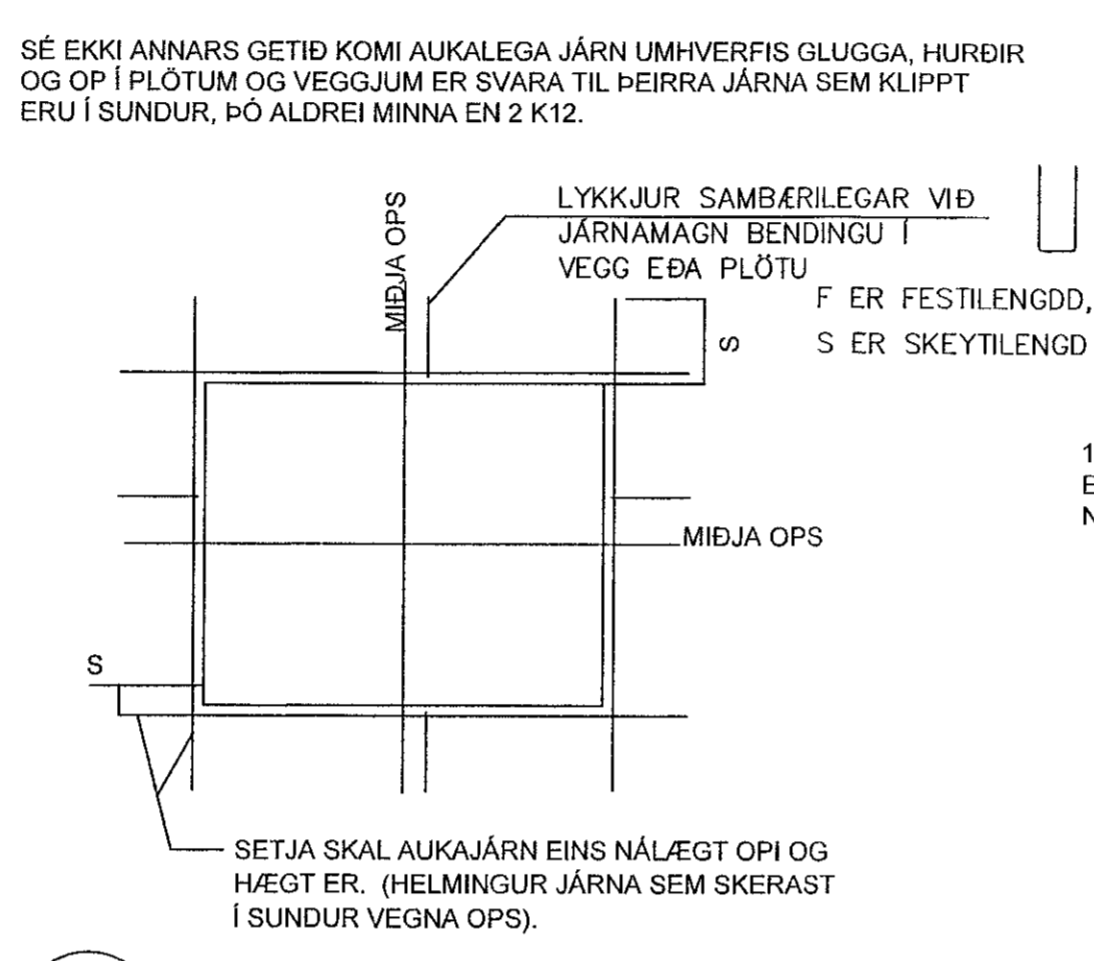 SÉ EKKI ANNARS GETIÐ KOMI AUKALEGA JÁRN UMHVERFIS GLUGGA, HURÐIR
OG OP Í PLÖTUM OG VEGGJUM ER SVARA TIL ÞEIRRA JÁRNA SEM KLIPPT
ERU Í SUNDUR, ÞÓ ALDREI MINNA EN 2 K12.
MIÐJA OPS
LYKKJUR SAMBÆRILEGAR VIÐ
JÁRNAMAGN BENDINGU Í
VEGG EÐA PLÖTU
F ER FESTILENGDD,
S
S ER SKEYTILENGD
MIÐJA OPS
S
SETJA SKAL AUKAJÁRN EINS NÁLÆGT OPI OG
HÆGT ER. (HELMINGUR JÁRNA SEM SKERAST
Í SUNDUR VEGNA OPS).